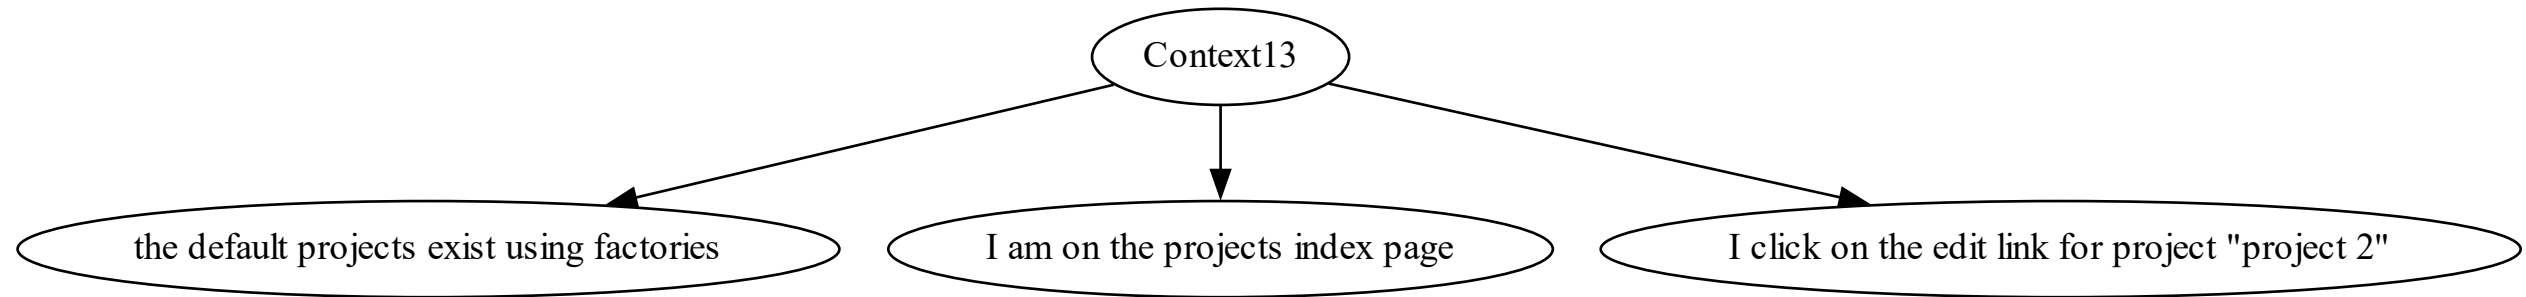 Context13
the default projects exist using factories
I am on the projects index page
I click on the edit link for project "project 2"